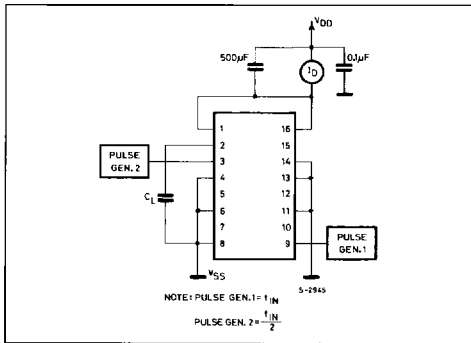 VDD
500µF
0.1µF
ID
1 16
2 15
PULSE GEN. 2
3 14
4 13
CL
5 12
6 11
7 10
8 9
PULSE GEN.1
VSS
S-2945
NOTE: PULSE GEN.1= fIN
PULSE GEN. 2 = fIN
2